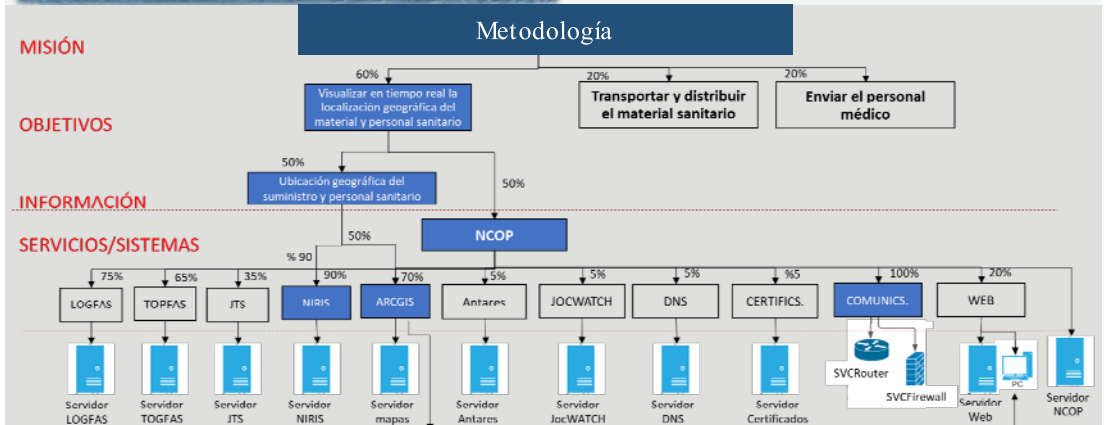 Metodología
MISIÓN
60%
20%
20%
Visualizar en tiempo real la
localización geográfica del
material y personal sanitario
Transportar y distribuir
el material sanitario
Enviar el personal
médico
OBJETIVOS
50%
50%
Ubicación geográfica del
suministro y personal sanitario
INFORMACIÓN
NCOP
SERVICIOS/SISTEMAS
50%
% 90
75%
65%
35%
90%
70%
5%
5%
5%
%5
100%
20%
LOGFAS
TOPFAS
JTS
NIRIS
ARCGIS
Antares
JOCWATCH
DNS
CERTIFICS.
COMUNICS.
WEB
SVCRouter
SVCFirewall
PC
Servidor
LOGFAS
Servidor
TOGFAS
Servidor
JTS
Servidor
NIRIS
Servidor
mapas
Servidor
Antares
Servidor
JocWATCH
Servidor
DNS
Servidor
Certificados
Servidor
Web
Servidor
NCOP